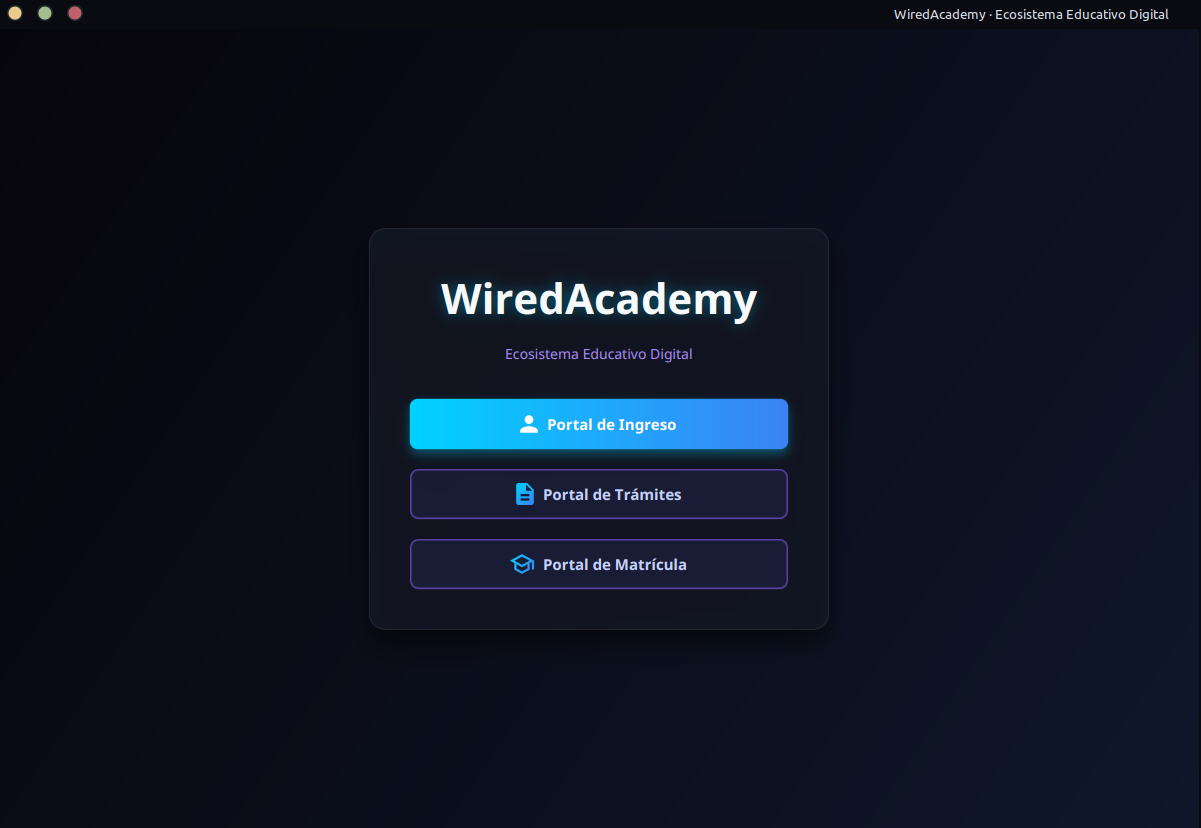 WiredAcademy · Ecosistema Educativo Digital
WiredAcademy
Ecosistema Educativo Digital
Portal de Ingreso
Portal de Trámites
Portal de Matrícula